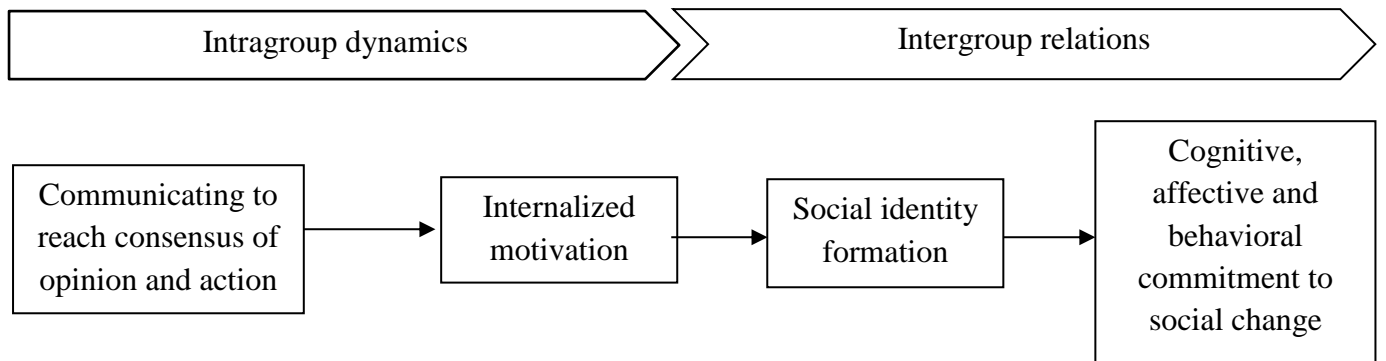 Intragroup dynamics
Intergroup relations
Communicating to
reach consensus of
opinion and action
Internalized
motivation
Social identity
formation
Cognitive,
affective and
behavioral
commitment to
social change